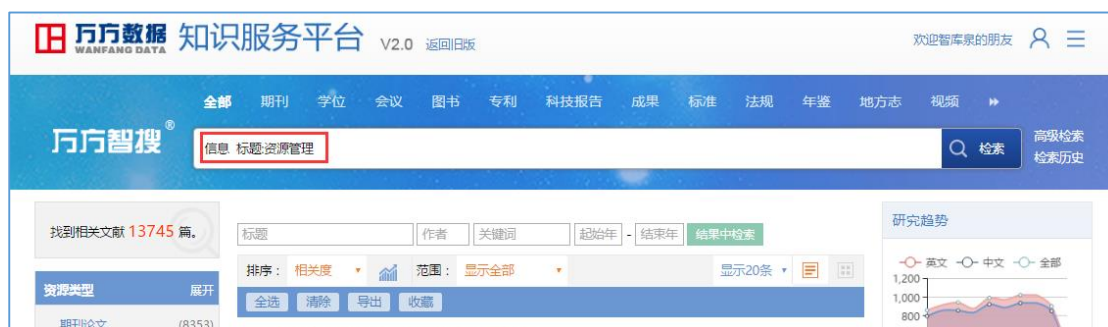 万方数据 知识服务平台 V2.0 返回旧版 欢迎智库泉的朋友
WANFANG DATA
全部 期刊 学位 会议 图书 专利 科技报告 成果 标准 法规 年鉴 地方志 视频
万方智搜® 信息 标题:资源管理 检索 高级检索
检索历史
找到相关文献 13745 篇。
标题 作者 关键词 起始年 - 结束年 结果中检索
研究趋势
排序: 相关度 范围: 显示全部 显示20条
英文 中文 全部
资源类型 展开
全选 清除 导出 收藏
1,200
1,000
800
期刊论文 (8353)